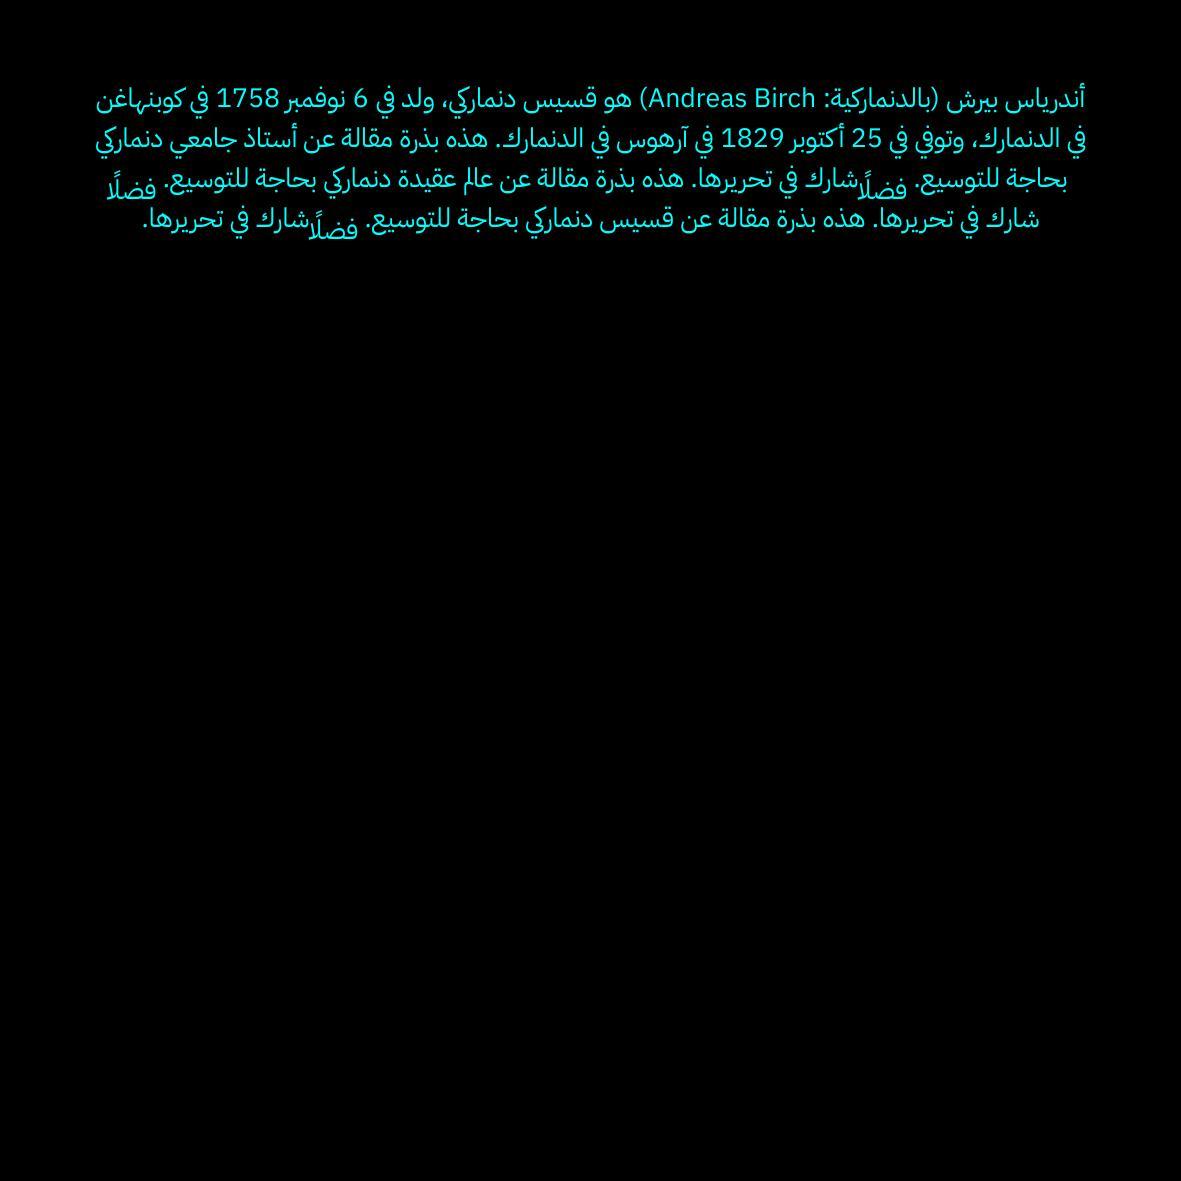 أندرياس بيرش (بالدنماركية: Andreas Birch) هو قسيس دنماركي، ولد في 6 نوفمبر 1758 في كوبنهاغن
في الدنمارك، وتوفي في 25 أكتوبر 1829 في آرهوس في الدنمارك. هذه بذرة مقالة عن أستاذ جامعي دنماركي
بحاجة للتوسيع. فضلًا شارك في تحريرها. هذه بذرة مقالة عن عالم عقيدة دنماركي بحاجة للتوسيع. فضلًا
شارك في تحريرها. هذه بذرة مقالة عن قسيس دنماركي بحاجة للتوسيع. فضلًا شارك في تحريرها.